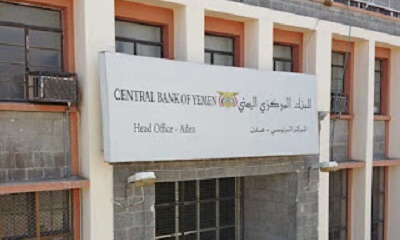 CENTRAL BANK OF YEMEN البنك المركزي اليمني
Head Office - Aden المركز الرئيسي - عدن